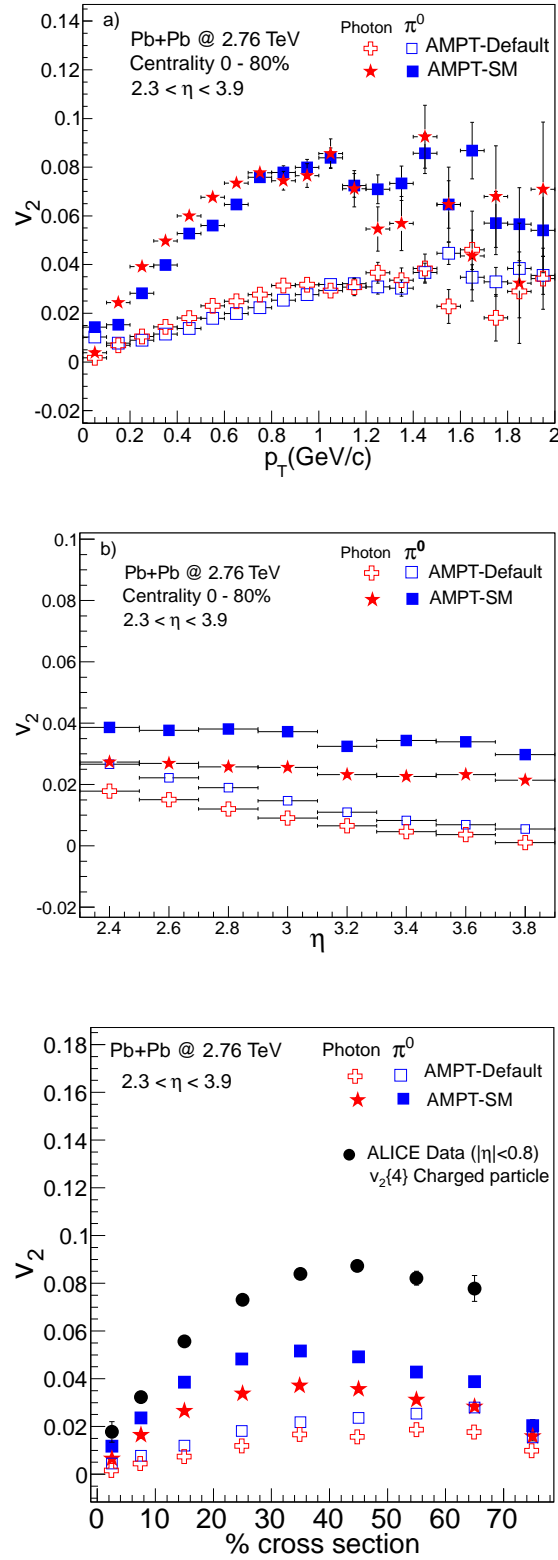 a)
Pb+Pb @ 2.76 TeV
Centrality 0 - 80%
2.3 < η < 3.9
Photon π⁰
AMPT-Default
AMPT-SM
0.14
0.12
0.1
0.08
0.06
0.04
0.02
0
-0.02
v₂
0 0.2 0.4 0.6 0.8 1 1.2 1.4 1.6 1.8 2
p_T(GeV/c)
b)
Pb+Pb @ 2.76 TeV
Centrality 0 - 80%
2.3 < η < 3.9
Photon π⁰
AMPT-Default
AMPT-SM
0.1
0.08
0.06
0.04
0.02
0
-0.02
v₂
2.4 2.6 2.8 3 3.2 3.4 3.6 3.8
η
Pb+Pb @ 2.76 TeV
2.3 < η < 3.9
Photon π⁰
AMPT-Default
AMPT-SM
ALICE Data (|η|<0.8)
v₂{4} Charged particle
0.18
0.16
0.14
0.12
0.1
0.08
0.06
0.04
0.02
0
v₂
0 10 20 30 40 50 60 70 80
% cross section